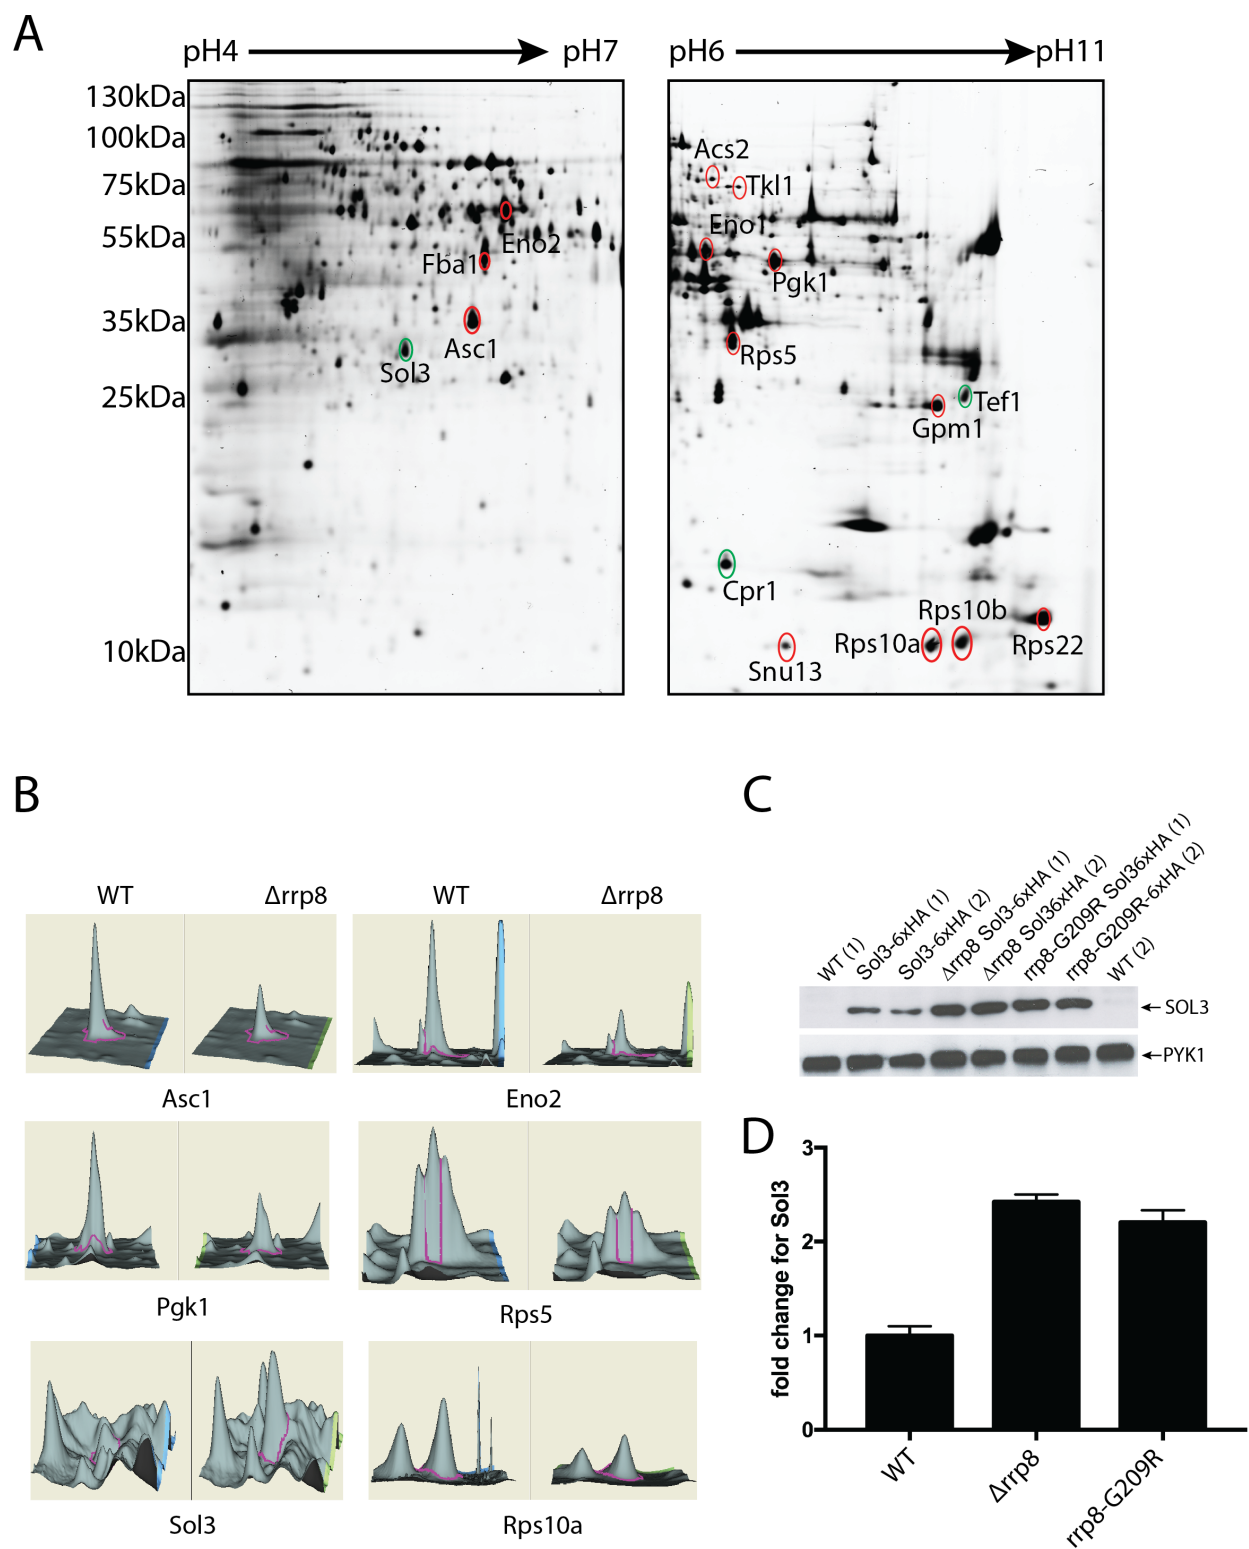 A
pH4 pH7 pH6 pH11
130kDa
100kDa
75kDa
55kDa
35kDa
25kDa
10kDa
Eno2
Fba1
Asc1
Sol3
Acs2
Tkl1
Eno1
Pgk1
Rps5
Tef1
Gpm1
Cpr1
Rps10b
Rps10a
Rps22
Snu13
B
WT Δrrp8 WT Δrrp8
Asc1 Eno2
Pgk1 Rps5
Sol3 Rps10a
C
WT (1)
Sol3-6xHA (1)
Sol3-6xHA (2)
Δrrp8 Sol3-6xHA (1)
Δrrp8 Sol36xHA (2)
rrp8-G209R Sol36xHA (1)
rrp8-G209R-6xHA (2)
WT (2)
SOL3
PYK1
D
fold change for Sol3
3
2
1
0
WT
Δrrp8
rrp8-G209R